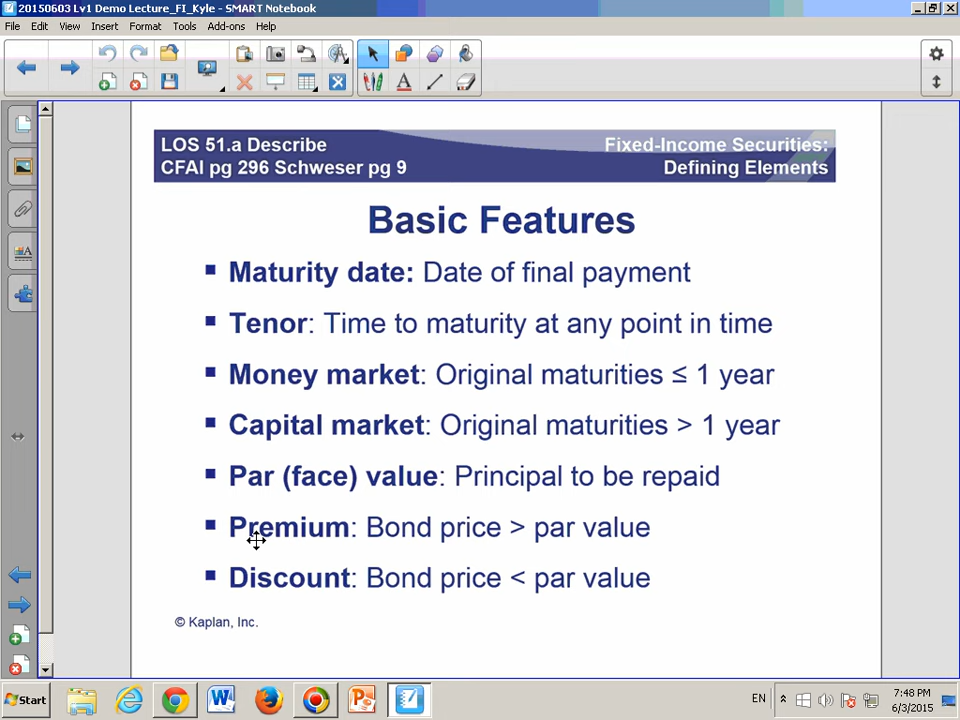 20150603 Lv1 Demo Lecture_FI_Kyle - SMART Notebook
File Edit View Insert Format Tools Add-ons Help
LOS 51.a Describe
CFAI pg 296 Schweser pg 9
Fixed-Income Securities:
Defining Elements
Basic Features
Maturity date: Date of final payment
Tenor: Time to maturity at any point in time
Money market: Original maturities ≤ 1 year
Capital market: Original maturities > 1 year
Par (face) value: Principal to be repaid
Premium: Bond price > par value
Discount: Bond price < par value
© Kaplan, Inc.
Start
EN
7:48 PM
6/3/2015